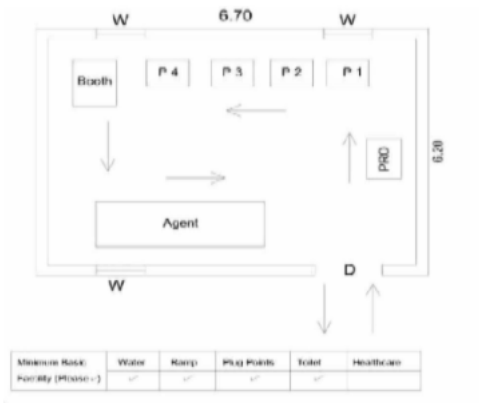 W 6.70 W
Booth P 4 P 3 P 2 P 1
6.20
PRO
Agent
D
W
Minimum Basic Water Ramp Plug Points Toilet Healthcare
Facility (Please ✓) ✓ ✓ ✓ ✓